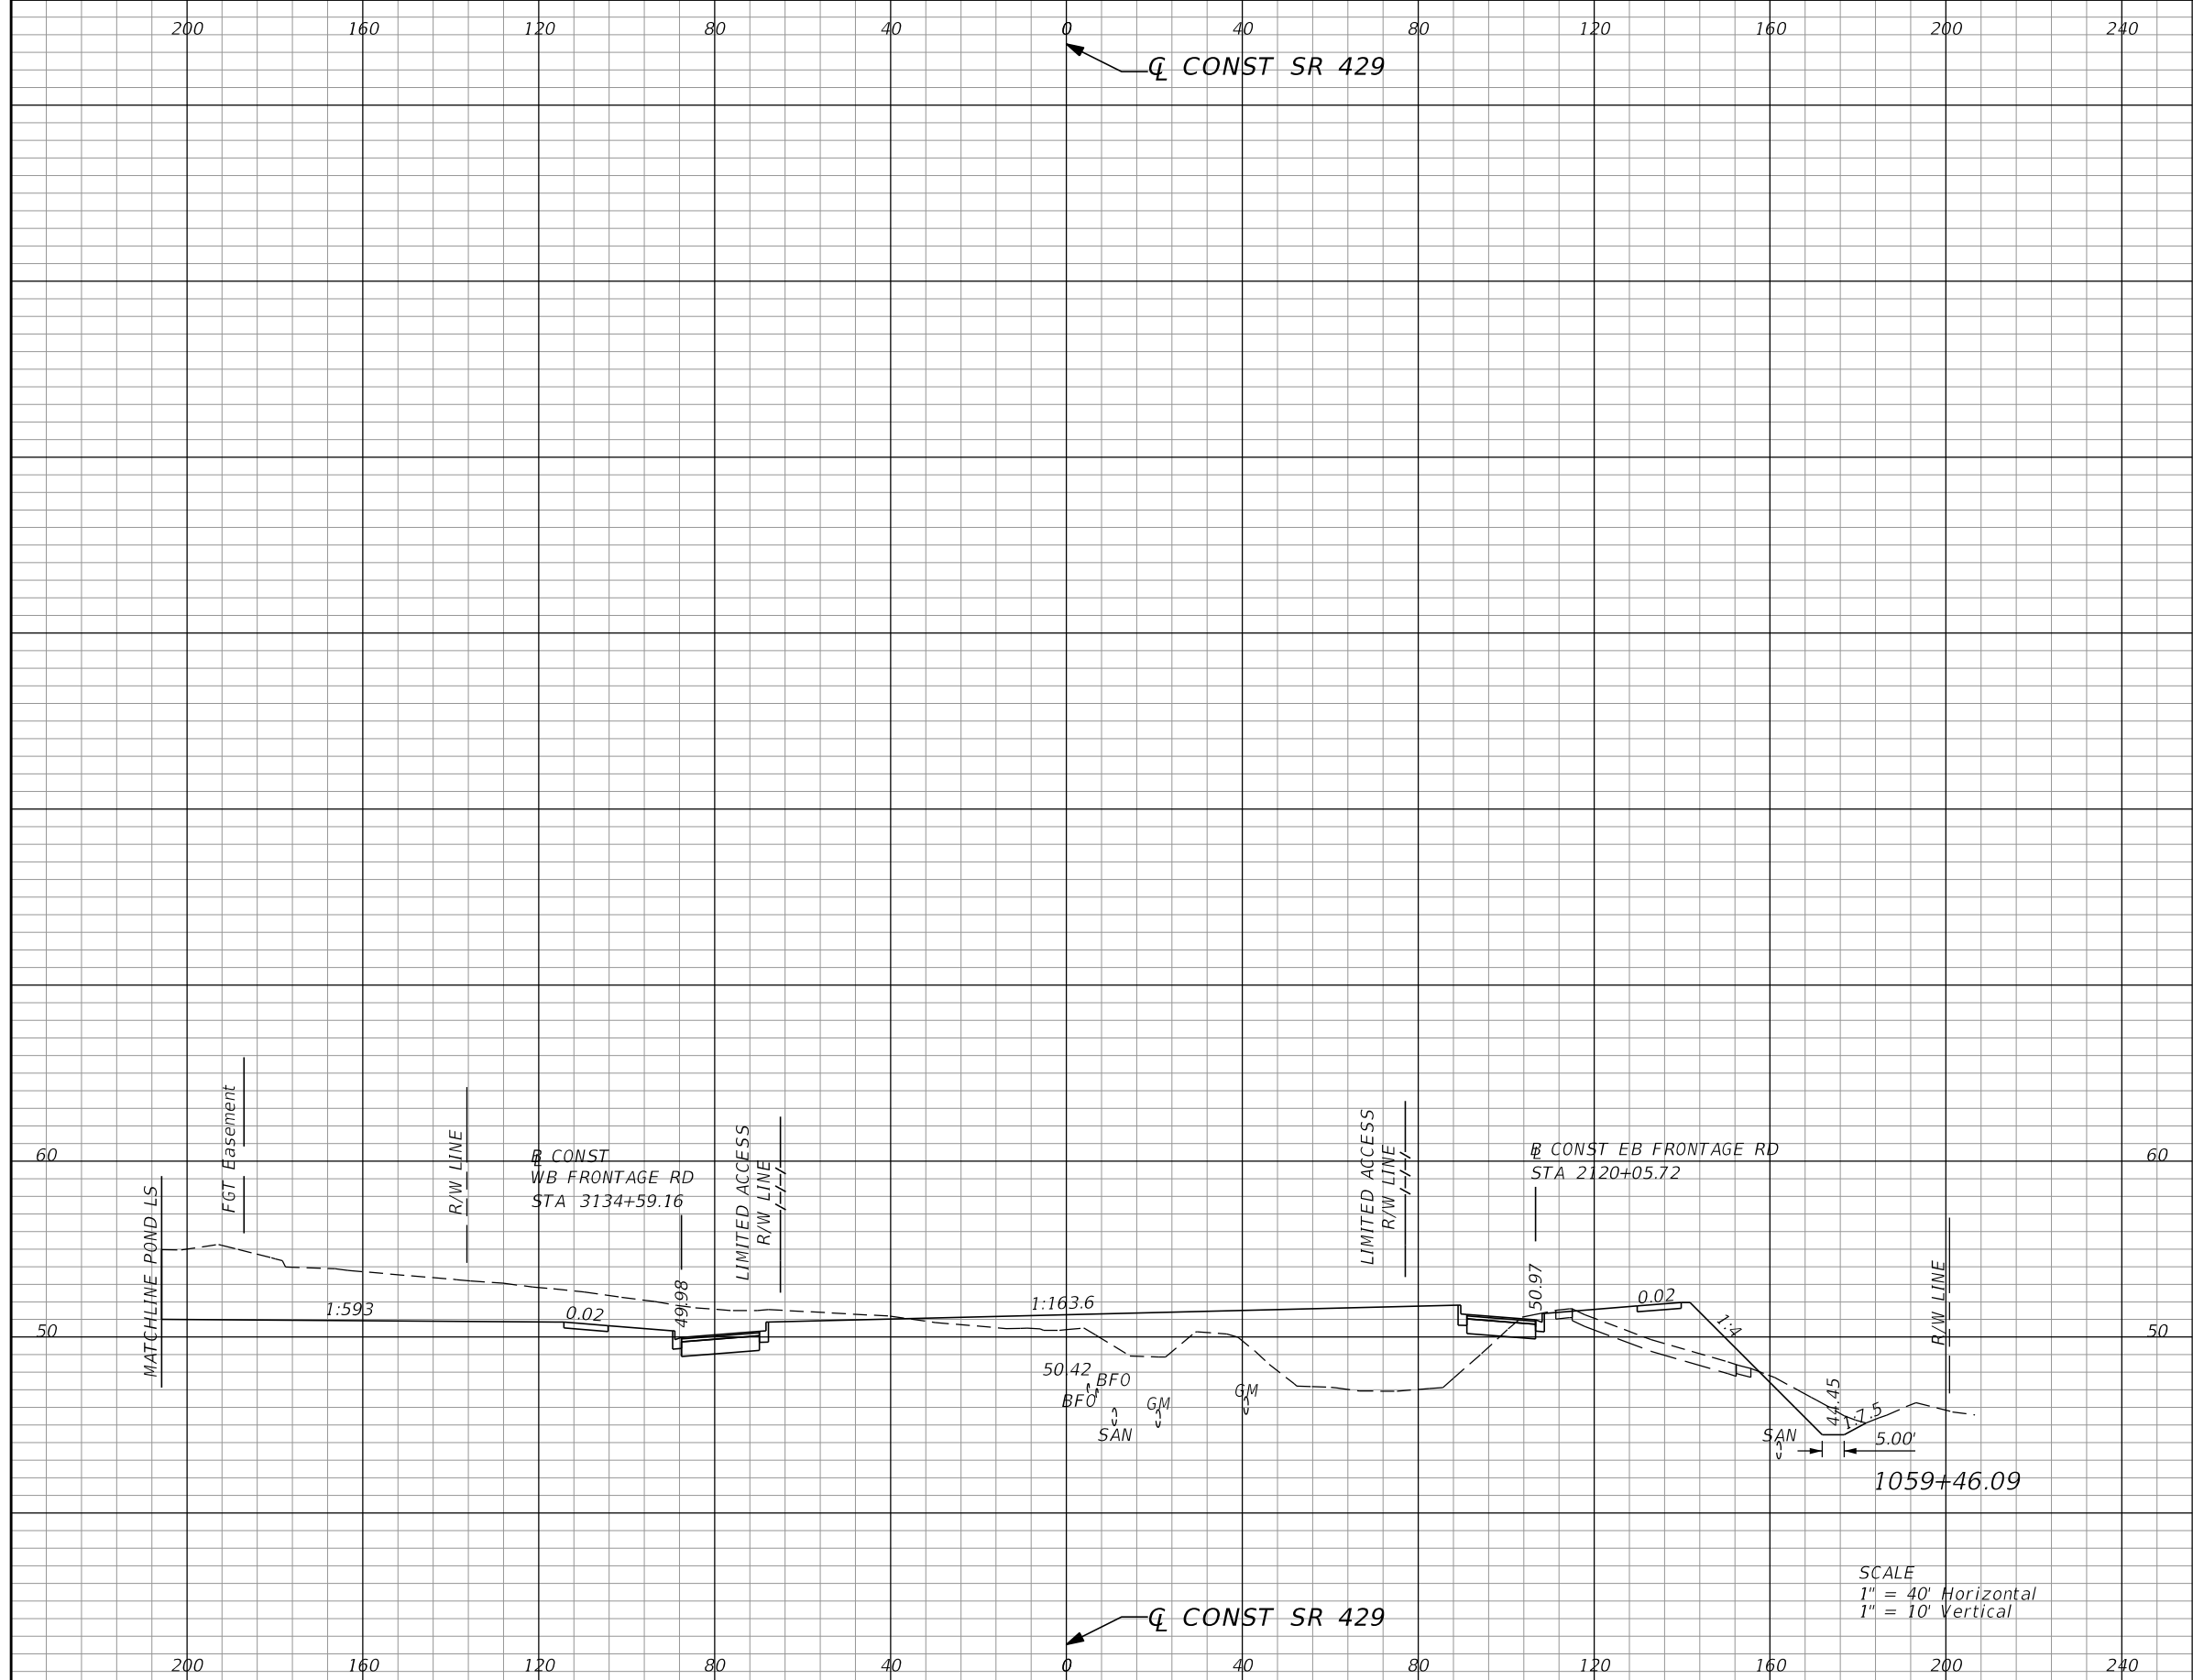 200 160 120 80 40 0 40 80 120 160 200 240
℄ CONST SR 429
MATCHLINE POND LS
FGT Easement
R/W LINE
℄ CONST
WB FRONTAGE RD
STA 3134+59.16
LIMITED ACCESS
R/W LINE
LIMITED ACCESS
R/W LINE
℄ CONST EB FRONTAGE RD
STA 2120+05.72
R/W LINE
60 60
50 50
1:593
0.02
49.98
1:163.6
50.97
0.02
1:4
50.42
BFO
BFO
SAN
GM
GM
SAN
44.45
1:7.5
5.00'
1059+46.09
SCALE
1" = 40' Horizontal
1" = 10' Vertical
℄ CONST SR 429
200 160 120 80 40 0 40 80 120 160 200 240